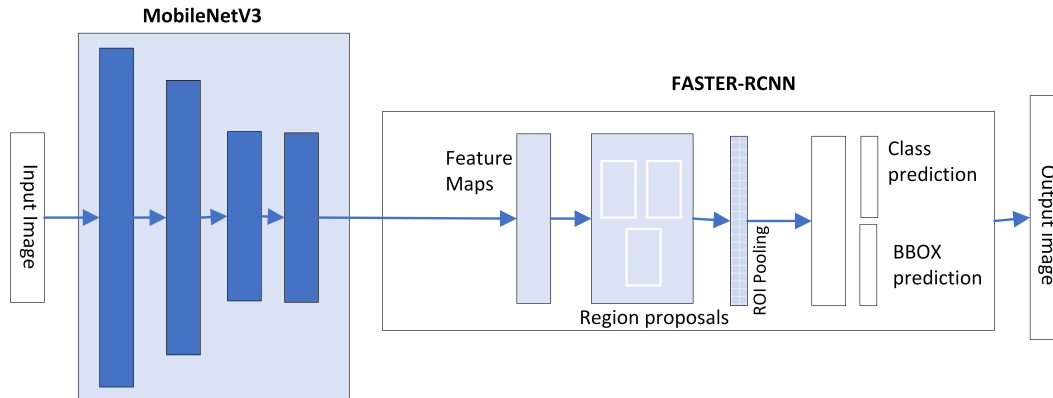 MobileNetV3
FASTER-RCNN
Input Image
Feature
Maps
Region proposals
ROI Pooling
Class
prediction
BBOX
prediction
Output Image